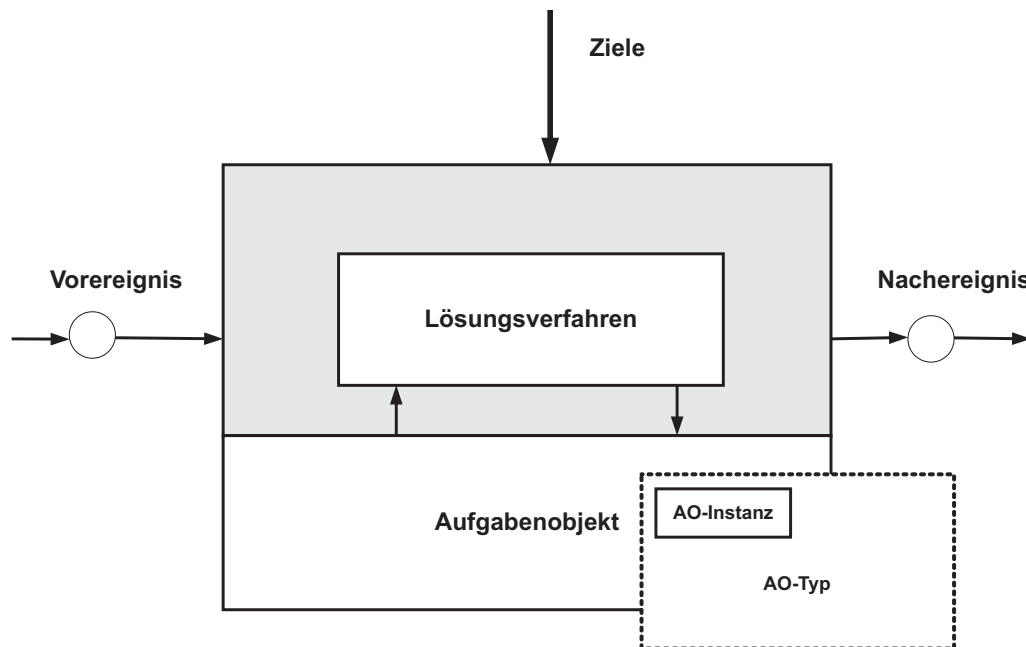 Ziele
Vorereignis
Nachereignis
Lösungsverfahren
Aufgabenobjekt
AO-Instanz
AO-Typ